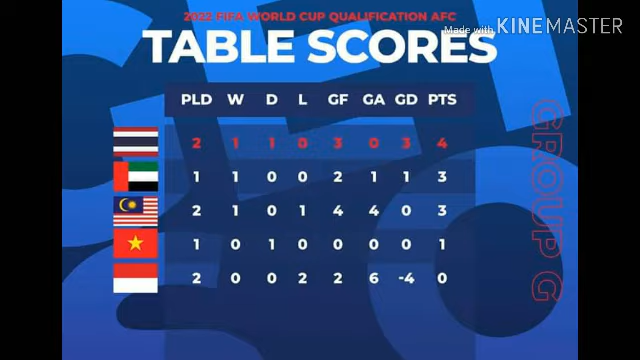 2022 FIFA WORLD CUP QUALIFICATION AFC
Made with KINEMASTER
TABLE SCORES
PLD W D L GF GA GD PTS
2 1 1 0 3 0 3 4
1 1 0 0 2 1 1 3
2 1 0 1 4 4 0 3
1 0 1 0 0 0 0 1
2 0 0 2 2 6 -4 0
GROUP G